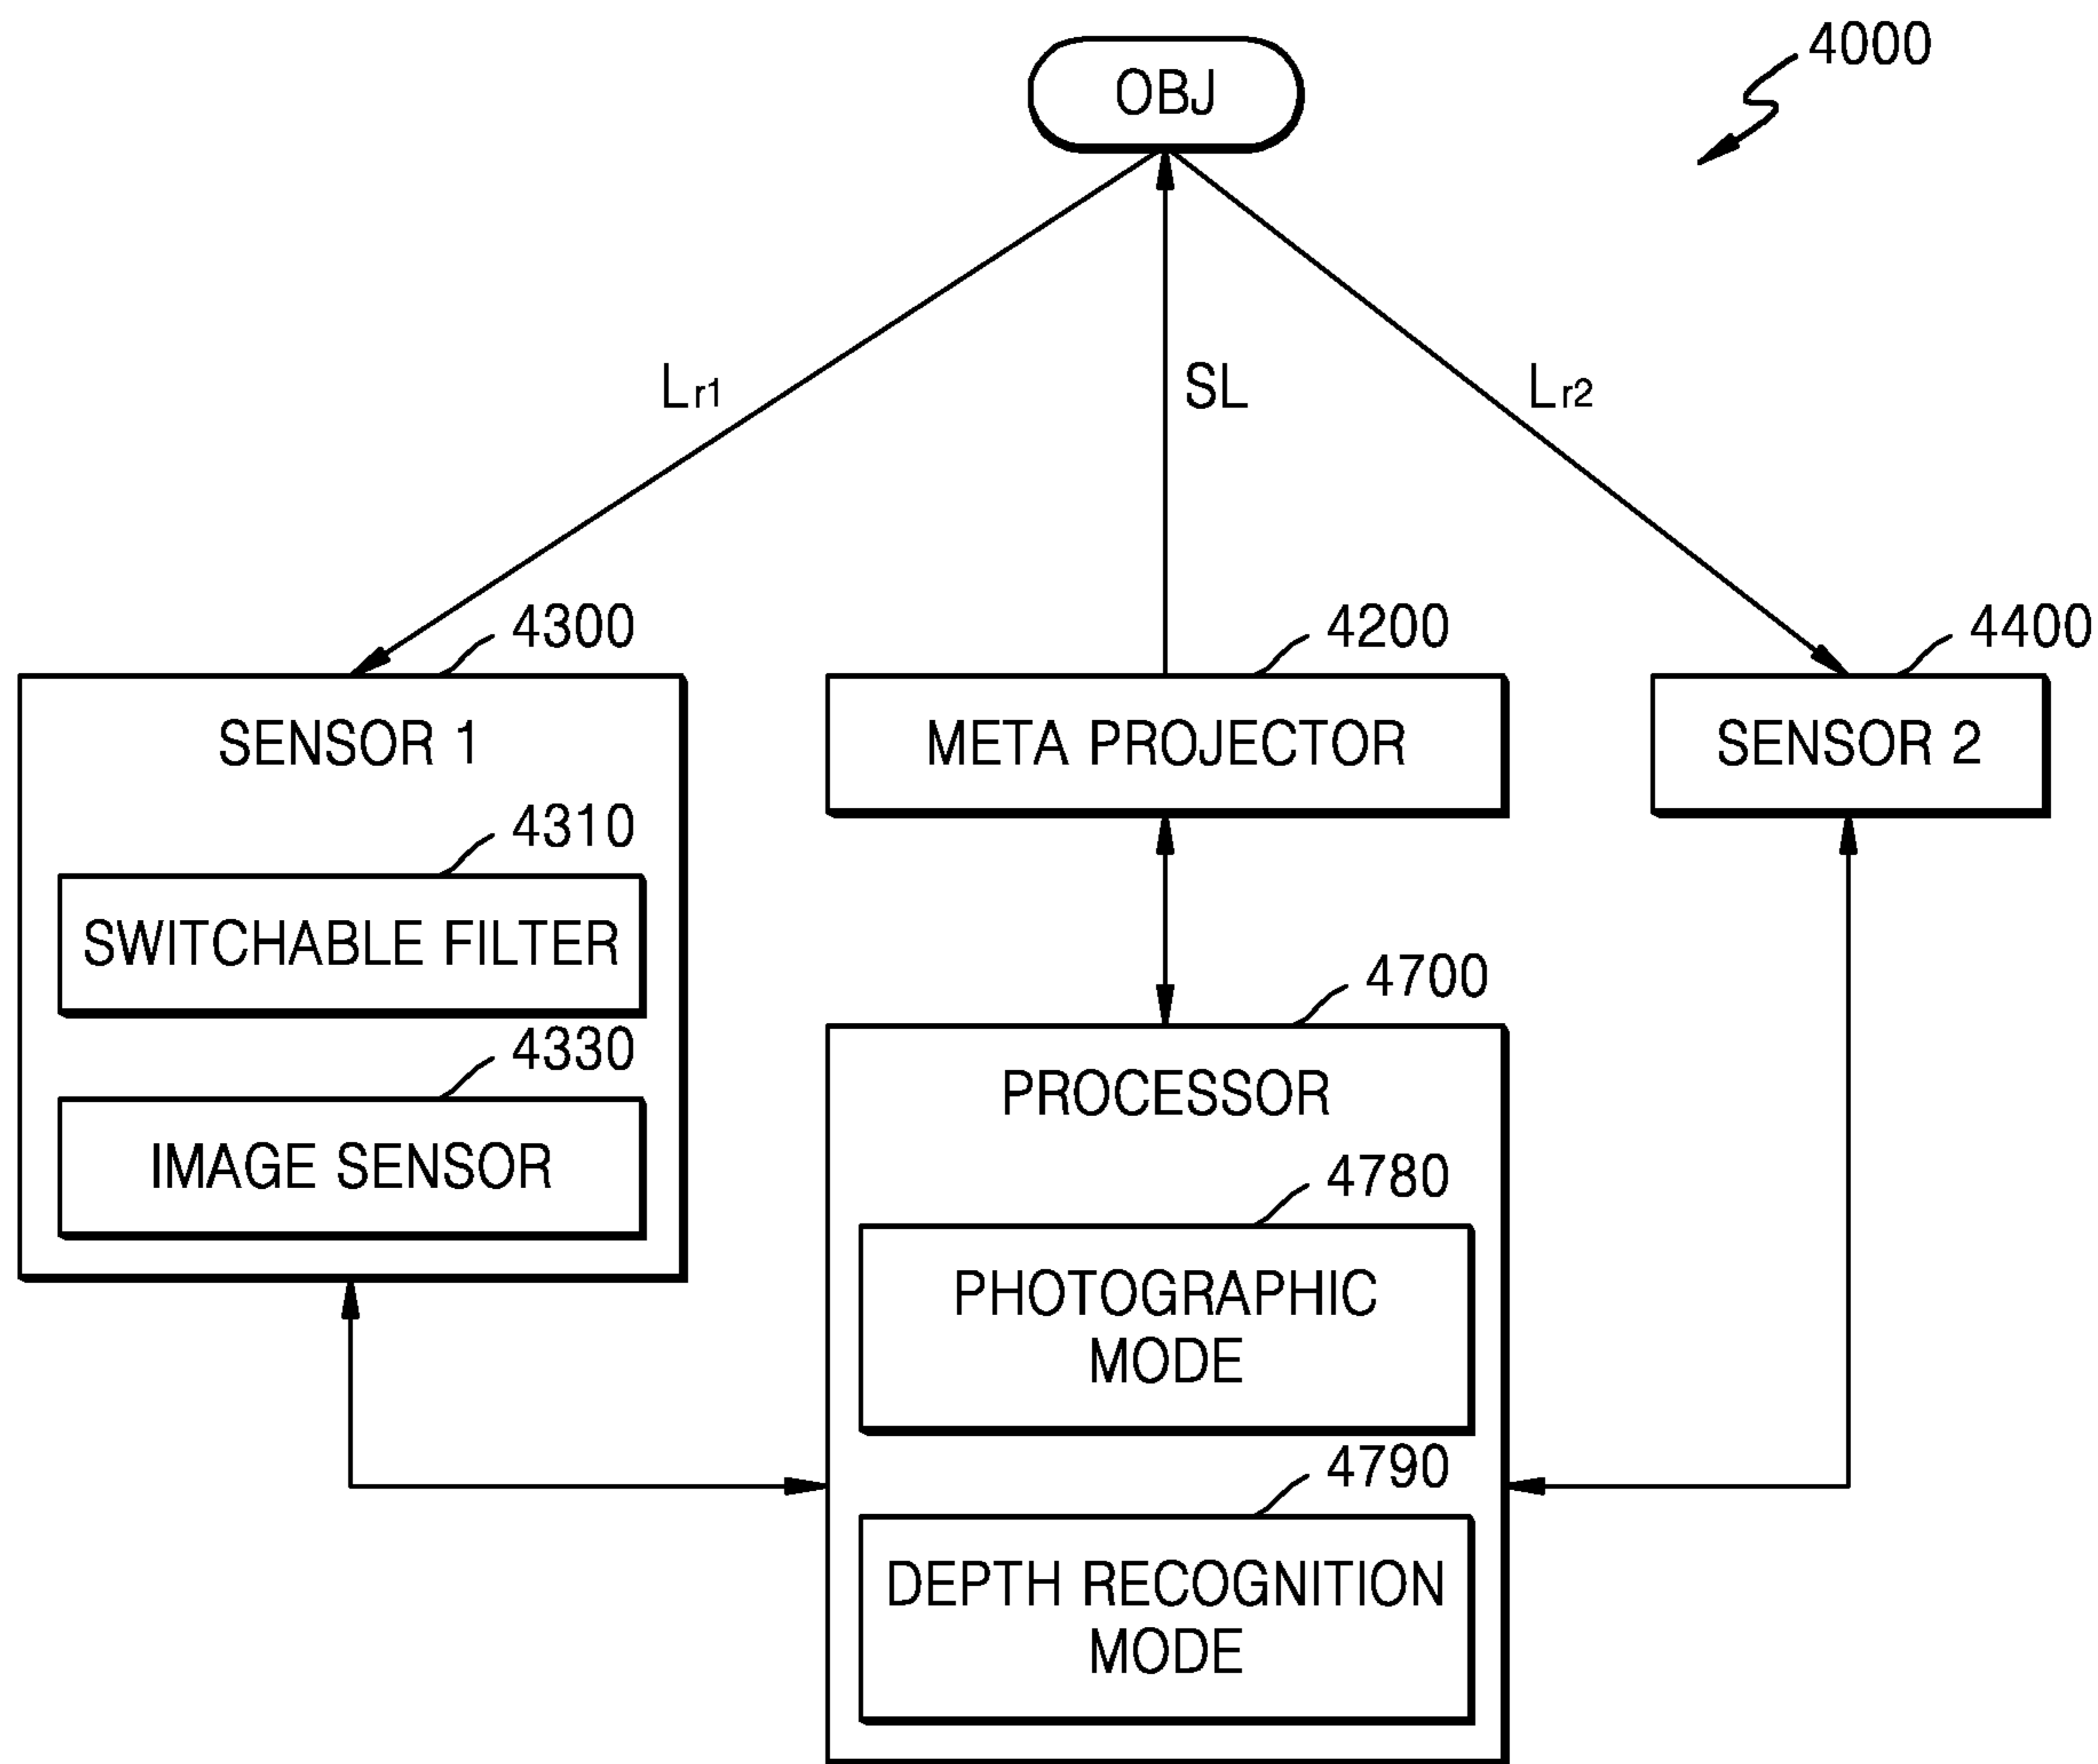 4000
OBJ
Lr1
SL
Lr2
4300
4200
4400
SENSOR 1
META PROJECTOR
SENSOR 2
4310
SWITCHABLE FILTER
4330
IMAGE SENSOR
4700
PROCESSOR
4780
PHOTOGRAPHIC
MODE
4790
DEPTH RECOGNITION
MODE